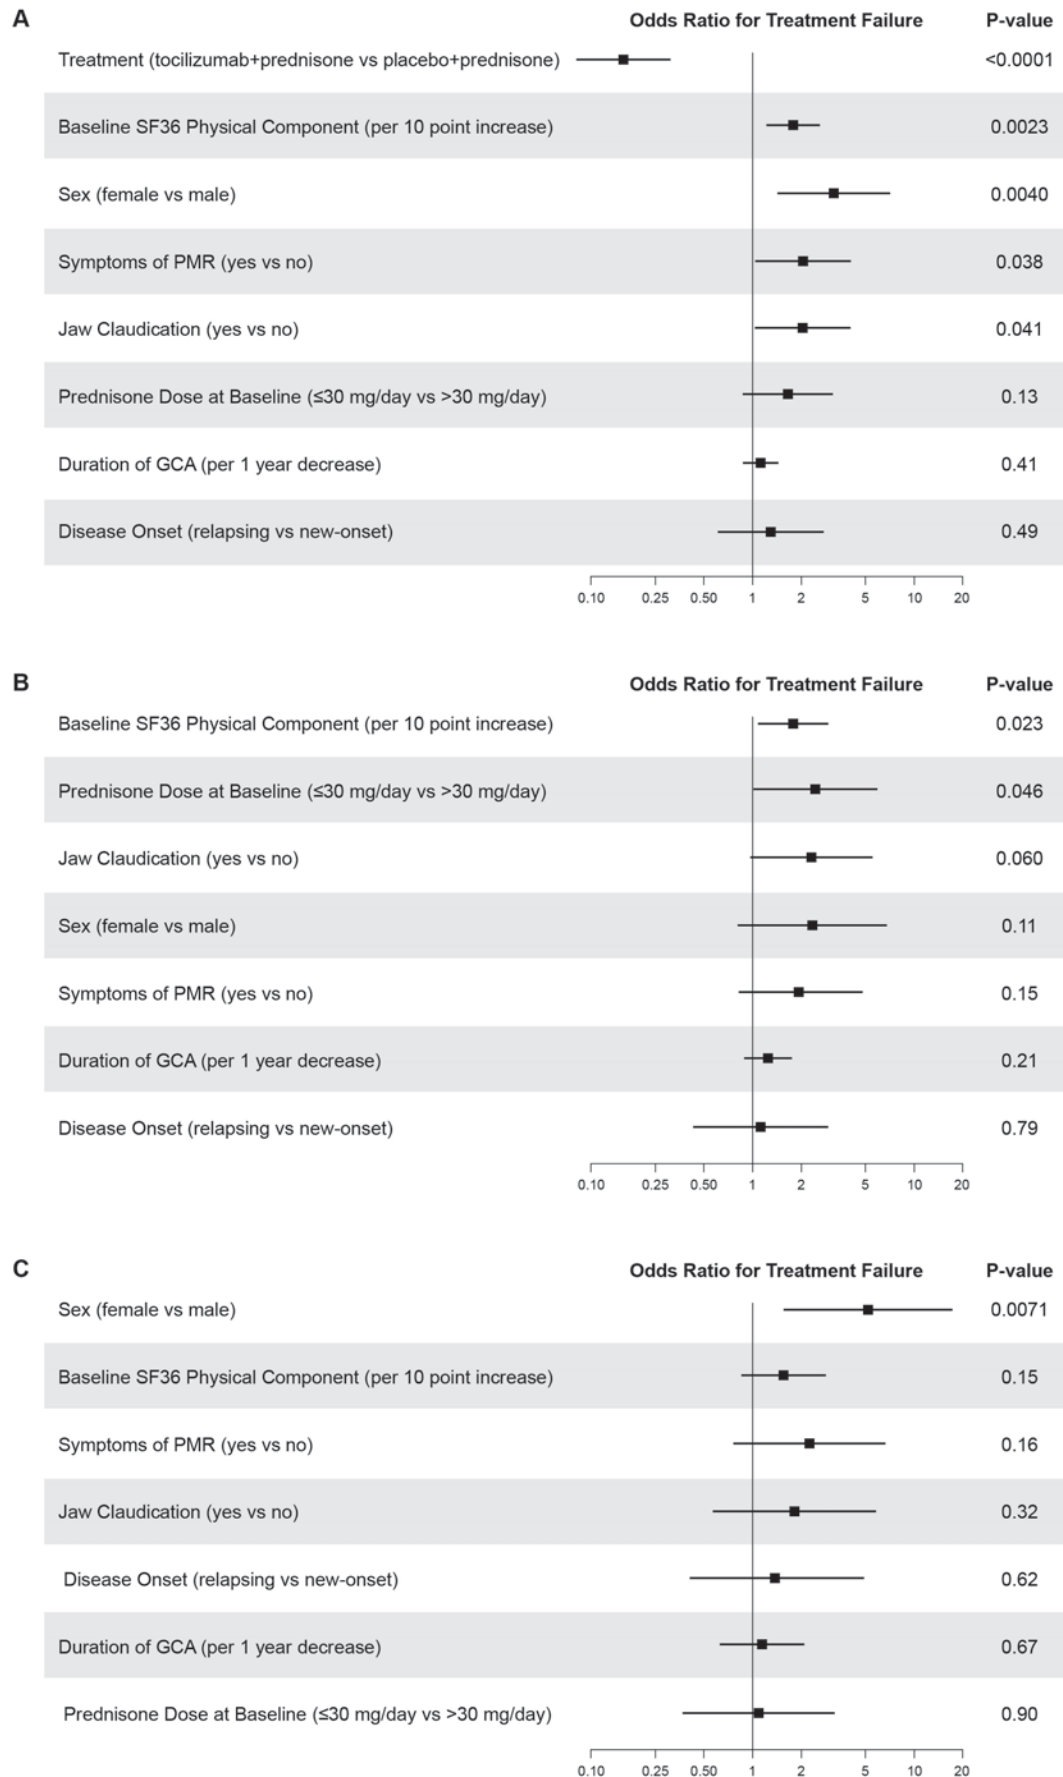 A
Odds Ratio for Treatment Failure P-value
Treatment (tocilizumab+prednisone vs placebo+prednisone) <0.0001
Baseline SF36 Physical Component (per 10 point increase) 0.0023
Sex (female vs male) 0.0040
Symptoms of PMR (yes vs no) 0.038
Jaw Claudication (yes vs no) 0.041
Prednisone Dose at Baseline (≤30 mg/day vs >30 mg/day) 0.13
Duration of GCA (per 1 year decrease) 0.41
Disease Onset (relapsing vs new-onset) 0.49
0.10 0.25 0.50 1 2 5 10 20
B
Odds Ratio for Treatment Failure P-value
Baseline SF36 Physical Component (per 10 point increase) 0.023
Prednisone Dose at Baseline (≤30 mg/day vs >30 mg/day) 0.046
Jaw Claudication (yes vs no) 0.060
Sex (female vs male) 0.11
Symptoms of PMR (yes vs no) 0.15
Duration of GCA (per 1 year decrease) 0.21
Disease Onset (relapsing vs new-onset) 0.79
0.10 0.25 0.50 1 2 5 10 20
C
Odds Ratio for Treatment Failure P-value
Sex (female vs male) 0.0071
Baseline SF36 Physical Component (per 10 point increase) 0.15
Symptoms of PMR (yes vs no) 0.16
Jaw Claudication (yes vs no) 0.32
Disease Onset (relapsing vs new-onset) 0.62
Duration of GCA (per 1 year decrease) 0.67
Prednisone Dose at Baseline (≤30 mg/day vs >30 mg/day) 0.90
0.10 0.25 0.50 1 2 5 10 20